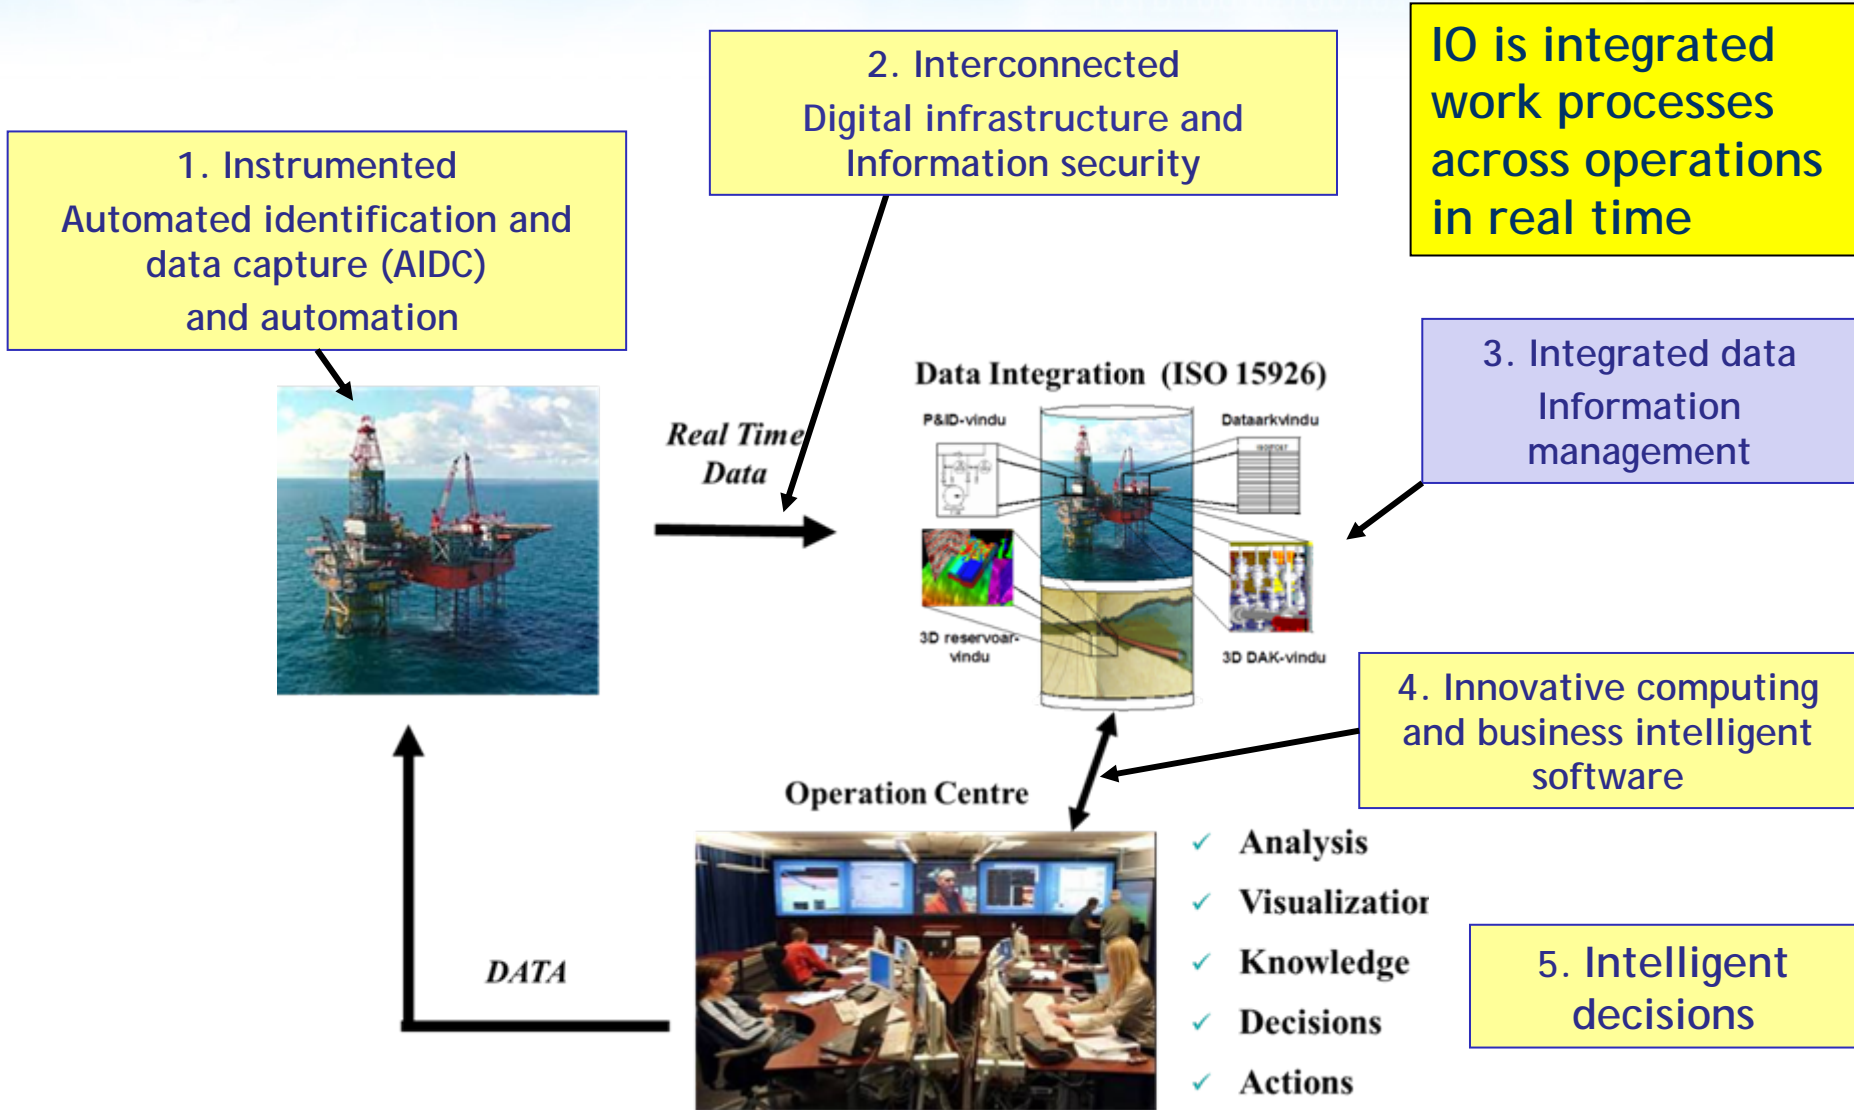 IO is integrated
work processes
across operations
in real time
2. Interconnected
Digital infrastructure and
Information security
1. Instrumented
Automated identification and
data capture (AIDC)
and automation
3. Integrated data
Information
management
Data Integration (ISO 15926)
P&ID-vindu
Dataarkvindu
Real Time
Data
3D reservoar-
vindu
3D DAK-vindu
4. Innovative computing
and business intelligent
software
Operation Centre
Analysis
Visualization
Knowledge
Decisions
Actions
DATA
5. Intelligent
decisions